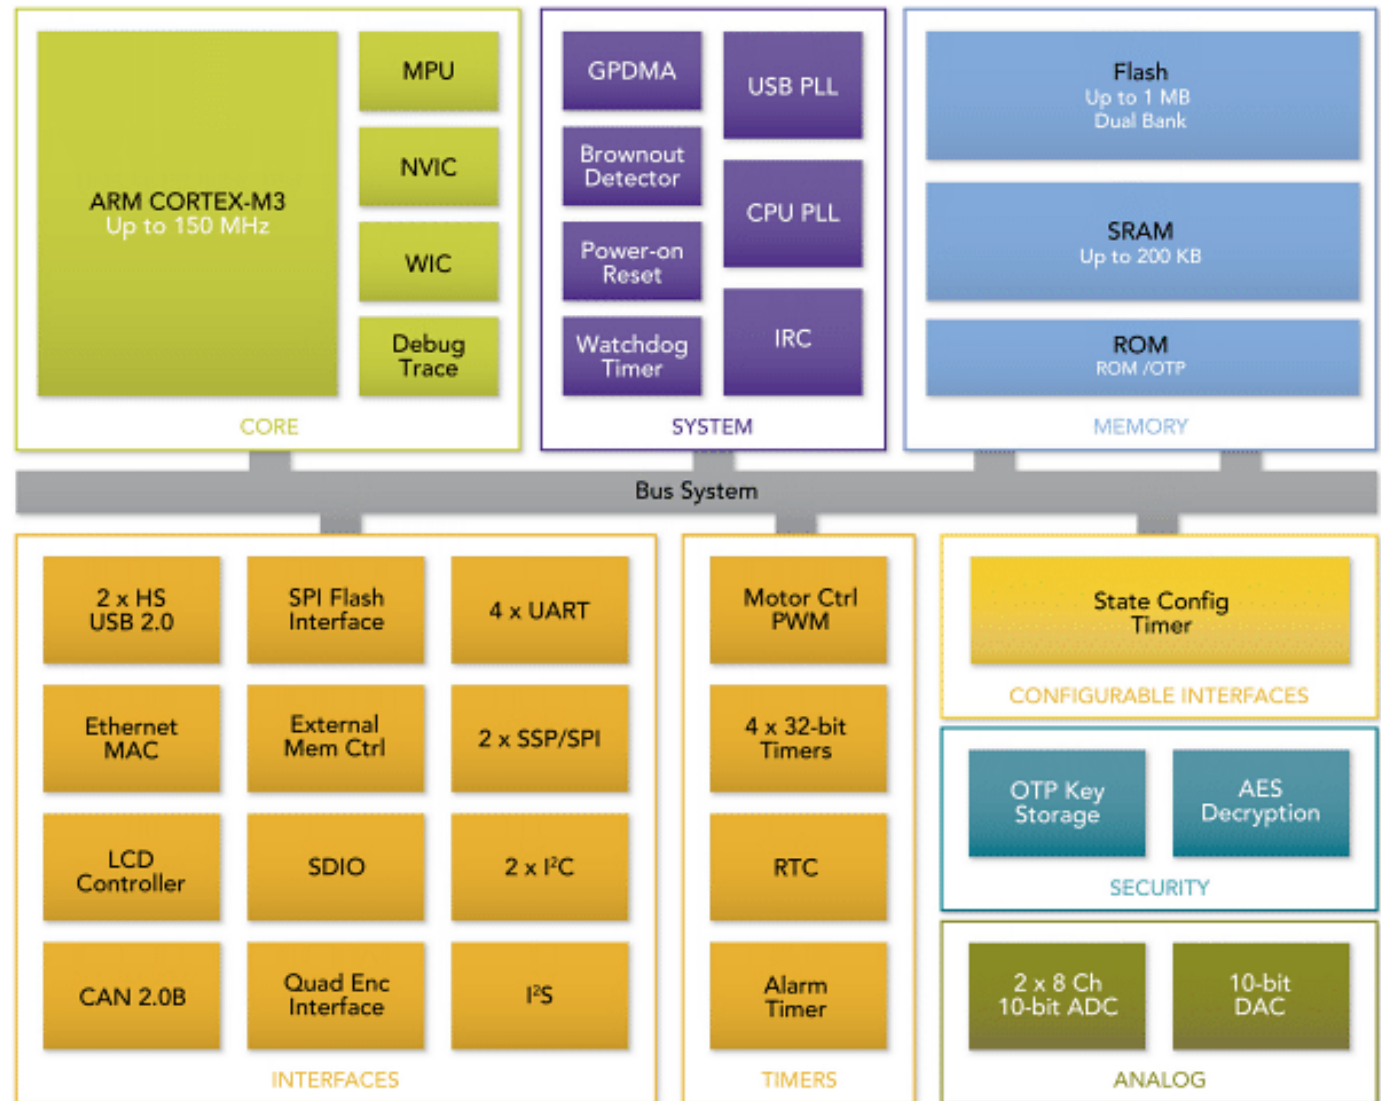 ARM CORTEX-M3
Up to 150 MHz
MPU
NVIC
WIC
Debug
Trace
CORE
GPDMA
Brownout
Detector
Power-on
Reset
Watchdog
Timer
USB PLL
CPU PLL
IRC
SYSTEM
Flash
Up to 1 MB
Dual Bank
SRAM
Up to 200 KB
ROM
ROM /OTP
MEMORY
Bus System
2 x HS
USB 2.0
SPI Flash
Interface
4 x UART
Ethernet
MAC
External
Mem Ctrl
2 x SSP/SPI
LCD
Controller
SDIO
2 x I²C
CAN 2.0B
Quad Enc
Interface
I²S
INTERFACES
Motor Ctrl
PWM
4 x 32-bit
Timers
RTC
Alarm
Timer
TIMERS
State Config
Timer
CONFIGURABLE INTERFACES
OTP Key
Storage
AES
Decryption
SECURITY
2 x 8 Ch
10-bit ADC
10-bit
DAC
ANALOG